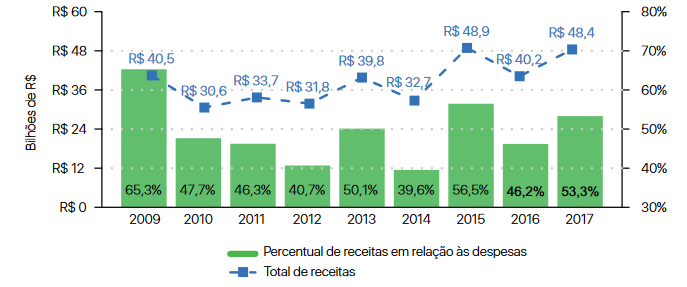 R$ 60
R$ 48
R$ 36
R$ 24
R$ 12
R$ 0
Bilhões de R$
80%
70%
60%
50%
40%
30%
R$ 40,5
R$ 30,6
R$ 33,7
R$ 31,8
R$ 39,8
R$ 32,7
R$ 48,9
R$ 40,2
R$ 48,4
65,3% 47,7% 46,3% 40,7% 50,1% 39,6% 56,5% 46,2% 53,3%
2009 2010 2011 2012 2013 2014 2015 2016 2017
Percentual de receitas em relação às despesas
Total de receitas